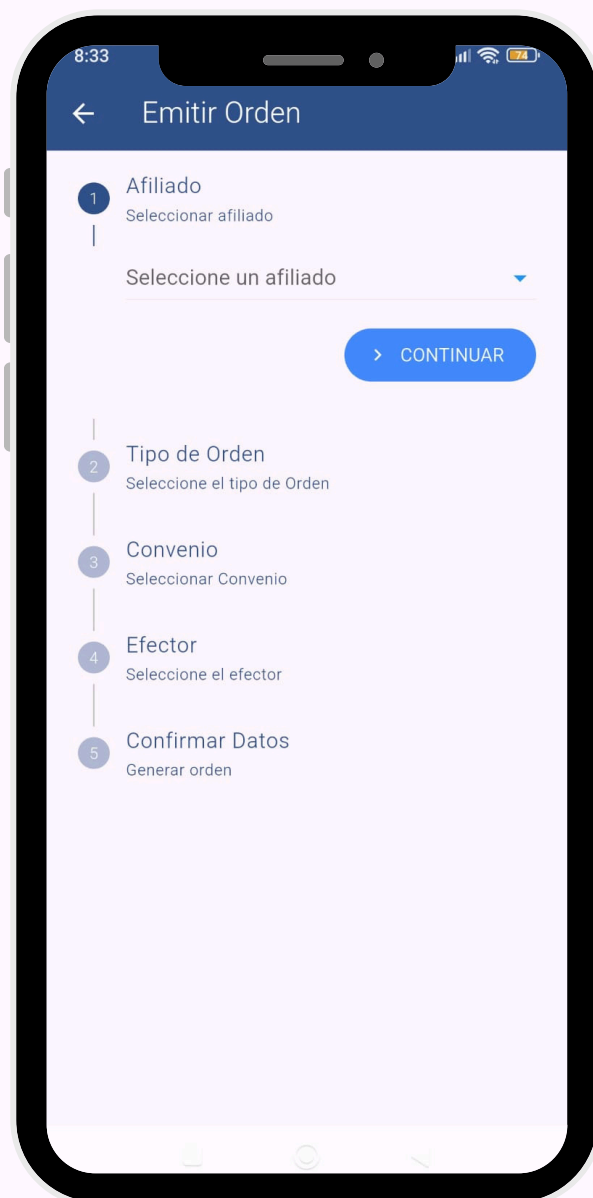 8:33
74
Emitir Orden
1
Afiliado
Seleccionar afiliado
Seleccione un afiliado
CONTINUAR
2
Tipo de Orden
Seleccione el tipo de Orden
3
Convenio
Seleccionar Convenio
4
Efector
Seleccione el efector
5
Confirmar Datos
Generar orden